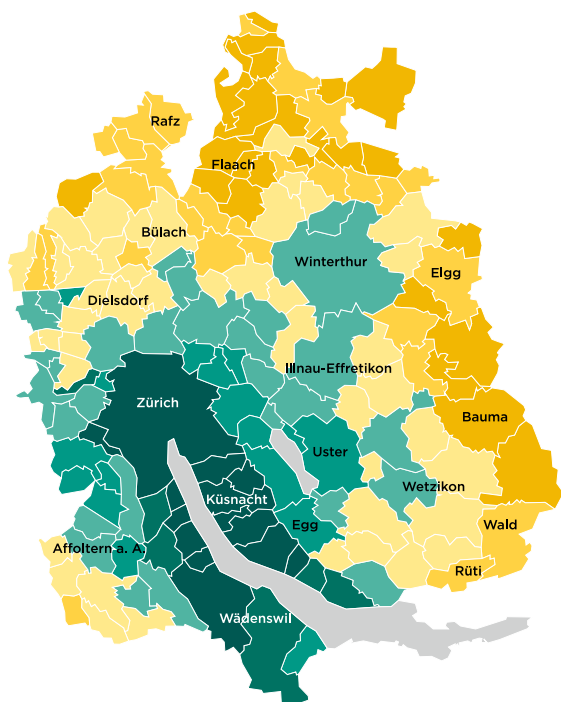 Rafz
Flaach
Bülach
Winterthur
Elgg
Dielsdorf
Illnau-Effretikon
Zürich
Bauma
Uster
Küsnacht
Wetzikon
Egg
Wald
Affoltern a. A.
Rüti
Wädenswil